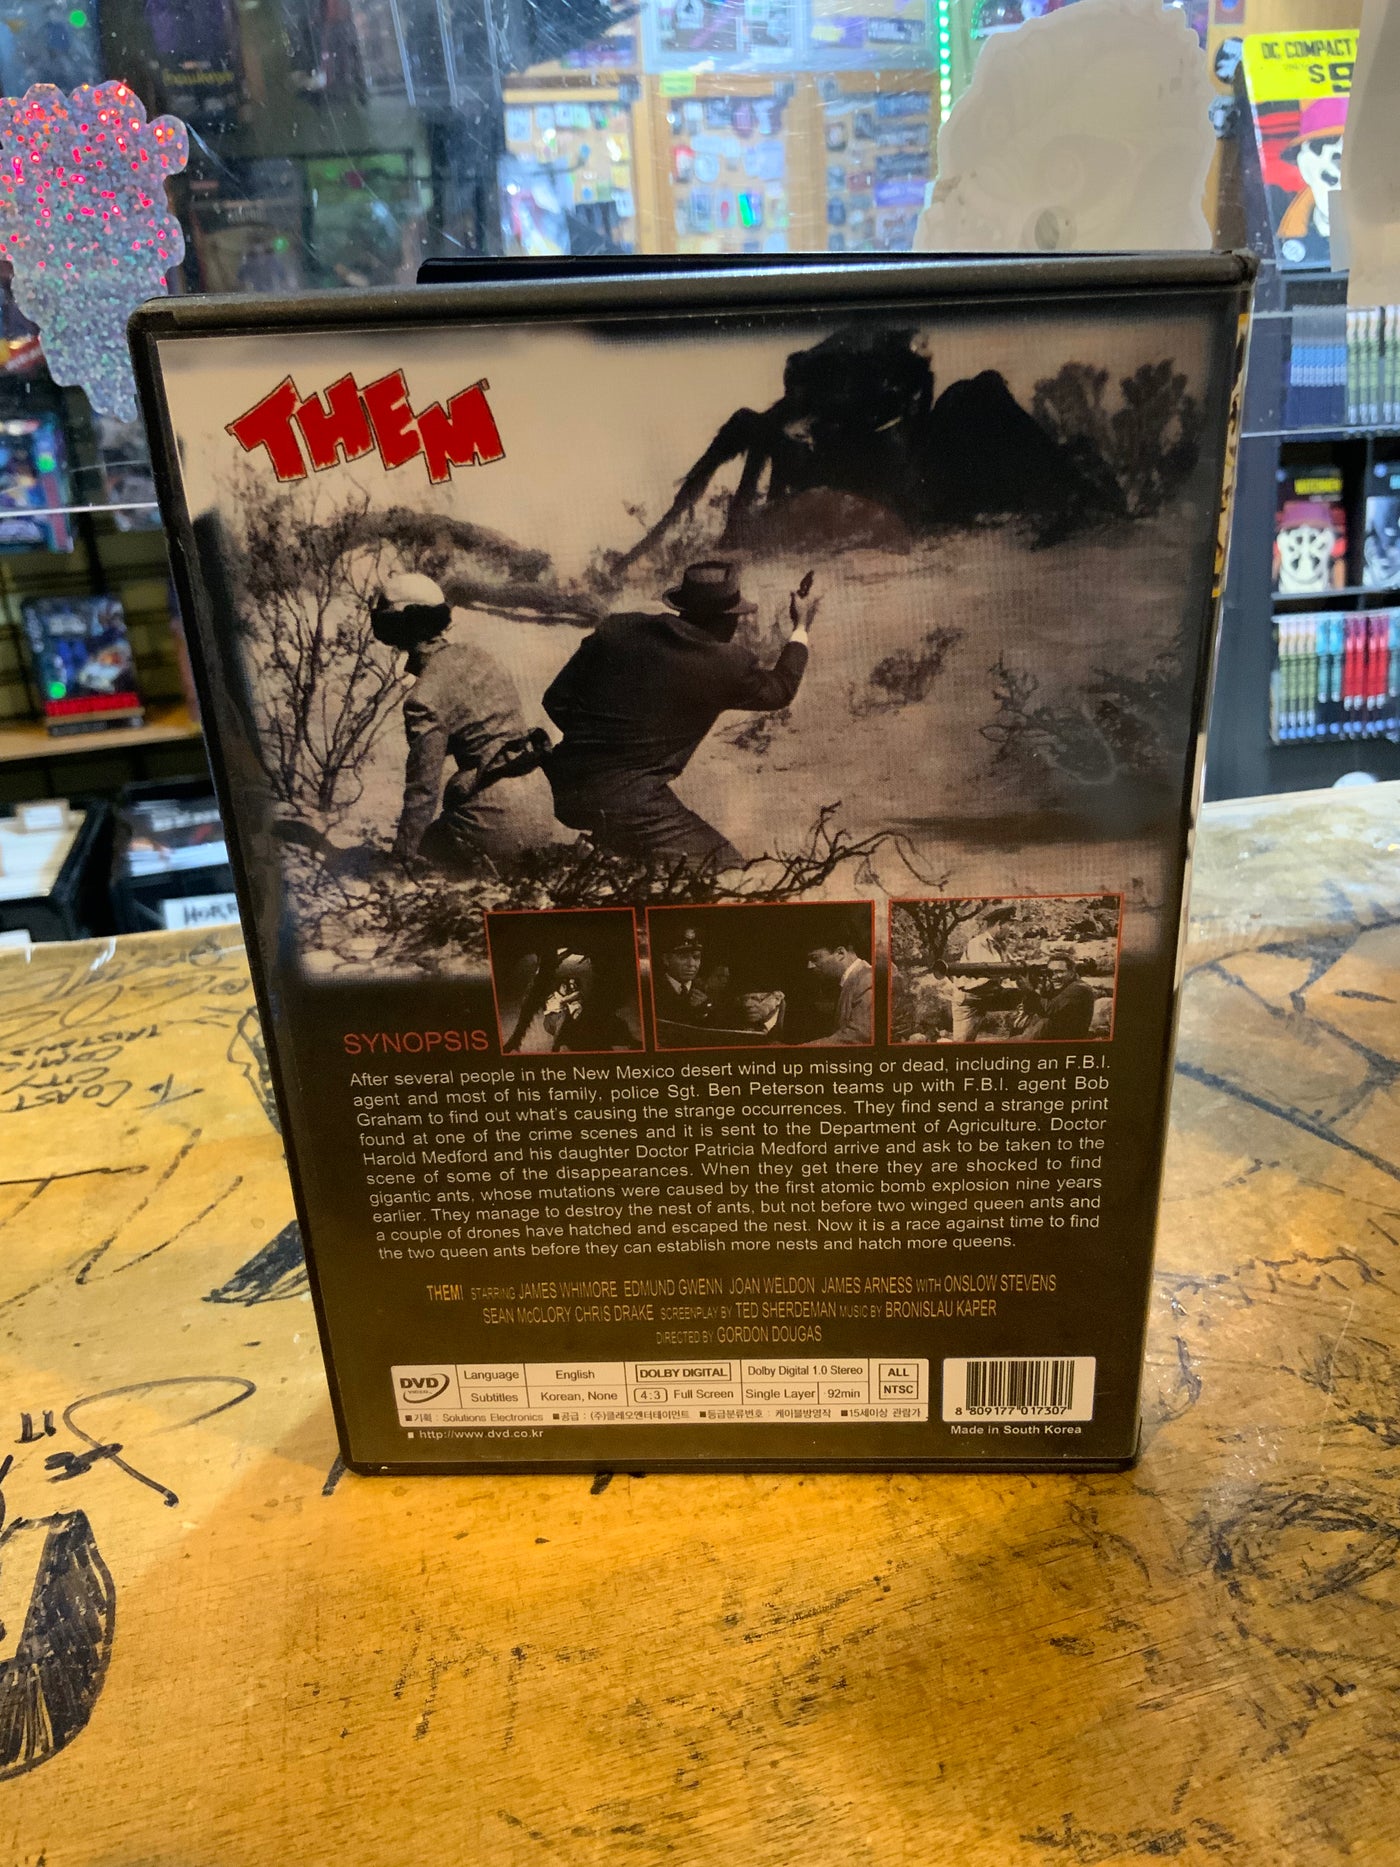 DC COMPACT
$9
THEM
SYNOPSIS
After several people in the New Mexico desert wind up missing or dead, including an F.B.I.
agent and most of his family, police Sgt. Ben Peterson teams up with F.B.I. agent Bob
Graham to find out what's causing the strange occurrences. They find send a strange print
found at one of the crime scenes and it is sent to the Department of Agriculture. Doctor
Harold Medford and his daughter Doctor Patricia Medford arrive and ask to be taken to the
scene of some of the disappearances. When they get there they are shocked to find
gigantic ants, whose mutations were caused by the first atomic bomb explosion nine years
earlier. They manage to destroy the nest of ants, but not before two winged queen ants and
a couple of drones have hatched and escaped the nest. Now it is a race against time to find
the two queen ants before they can establish more nests and hatch more queens.
THEM! STARRING JAMES WHIMORE EDMUND GWENN JOAN WELDON JAMES ARNESS WITH ONSLOW STEVENS
SEAN McCLORY CHRIS DRAKE SCREENPLAY BY TED SHERDEMAN MUSIC BY BRONISLAU KAPER
DIRECTED BY GORDON DOUGAS
DVD VIDEO Language English DOLBY DIGITAL Dolby Digital 1.0 Stereo ALL
Subtitles Korean, None 4:3 Full Screen Single Layer 92min NTSC
■기획 : Solutions Electronics ■공급 : (주)클레오엔터테이먼트 ■등급분류번호 : 케이블방영작 ■15세이상 관람가
■ http://www.dvd.co.kr
8 809177 017307
Made in South Korea
COAST
CITY
COMICS